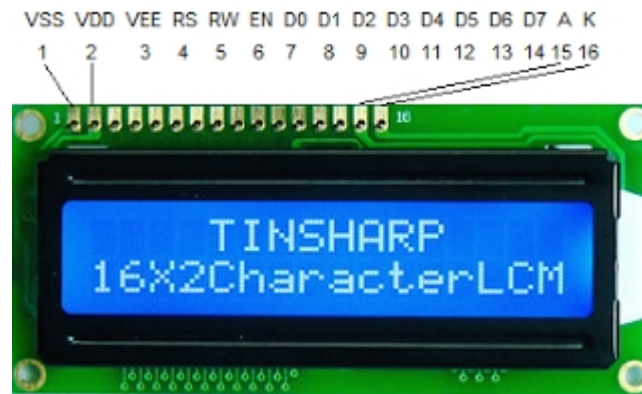 VSS VDD VEE RS RW EN D0 D1 D2 D3 D4 D5 D6 D7 A K
1 2 3 4 5 6 7 8 9 10 11 12 13 14 15 16
1 16
TINSHARP
16X2CharacterLCM